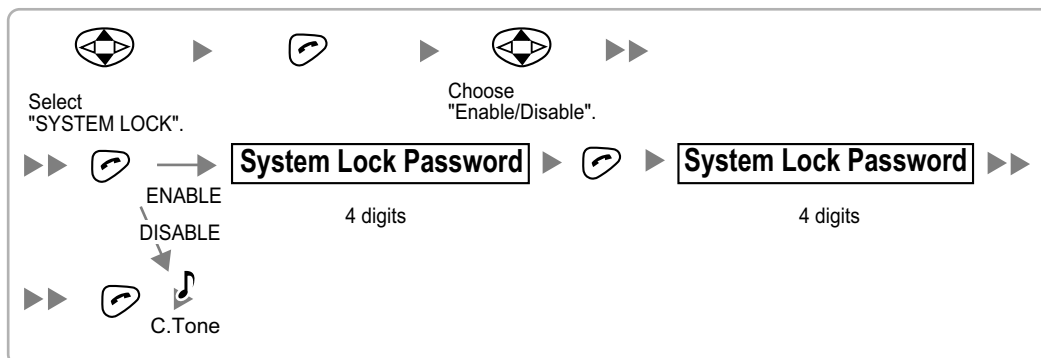 Select
"SYSTEM LOCK".
Choose
"Enable/Disable".
System Lock Password
System Lock Password
ENABLE
4 digits
4 digits
DISABLE
C.Tone